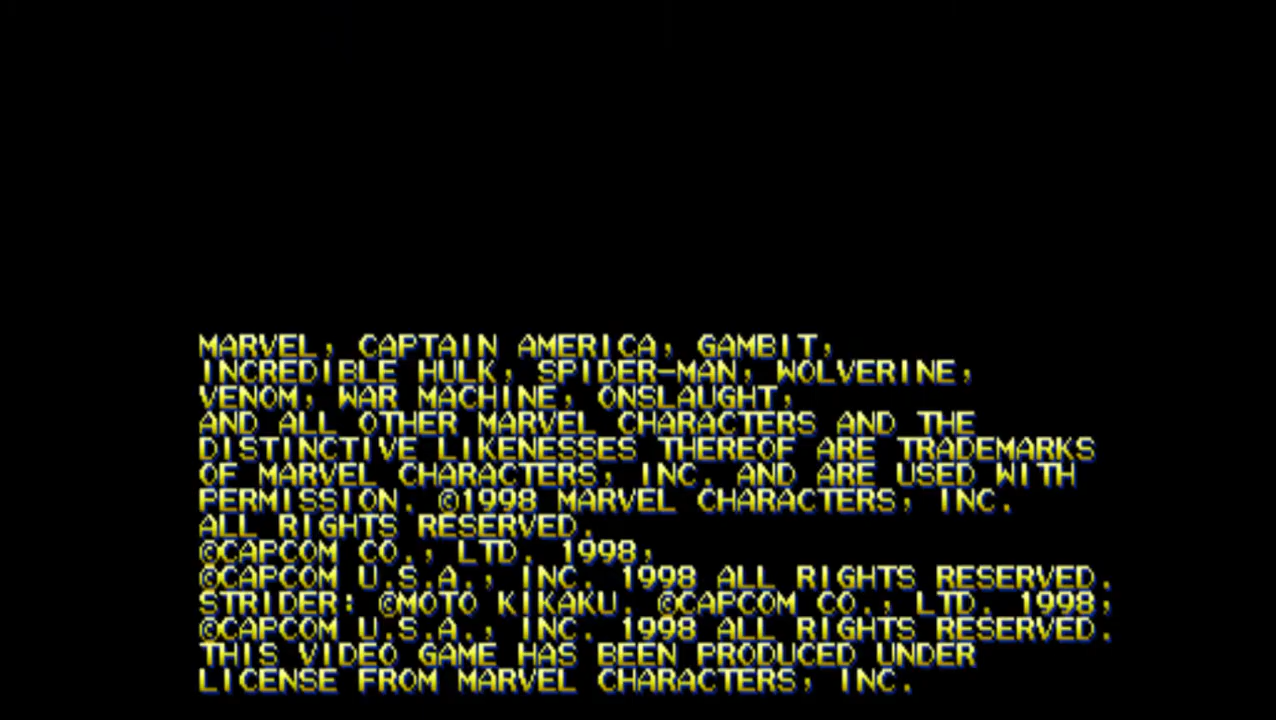 MARVEL, CAPTAIN AMERICA, GAMBIT,
INCREDIBLE HULK, SPIDER-MAN, WOLVERINE,
VENOM, WAR MACHINE, ONSLAUGHT,
AND ALL OTHER MARVEL CHARACTERS AND THE
DISTINCTIVE LIKENESSES THEREOF ARE TRADEMARKS
OF MARVEL CHARACTERS, INC. AND ARE USED WITH
PERMISSION. ©1998 MARVEL CHARACTERS, INC.
ALL RIGHTS RESERVED.
©CAPCOM CO., LTD. 1998,
©CAPCOM U.S.A., INC. 1998 ALL RIGHTS RESERVED.
STRIDER: ©MOTO KIKAKU. ©CAPCOM CO., LTD. 1998,
©CAPCOM U.S.A., INC. 1998 ALL RIGHTS RESERVED.
THIS VIDEO GAME HAS BEEN PRODUCED UNDER
LICENSE FROM MARVEL CHARACTERS, INC.